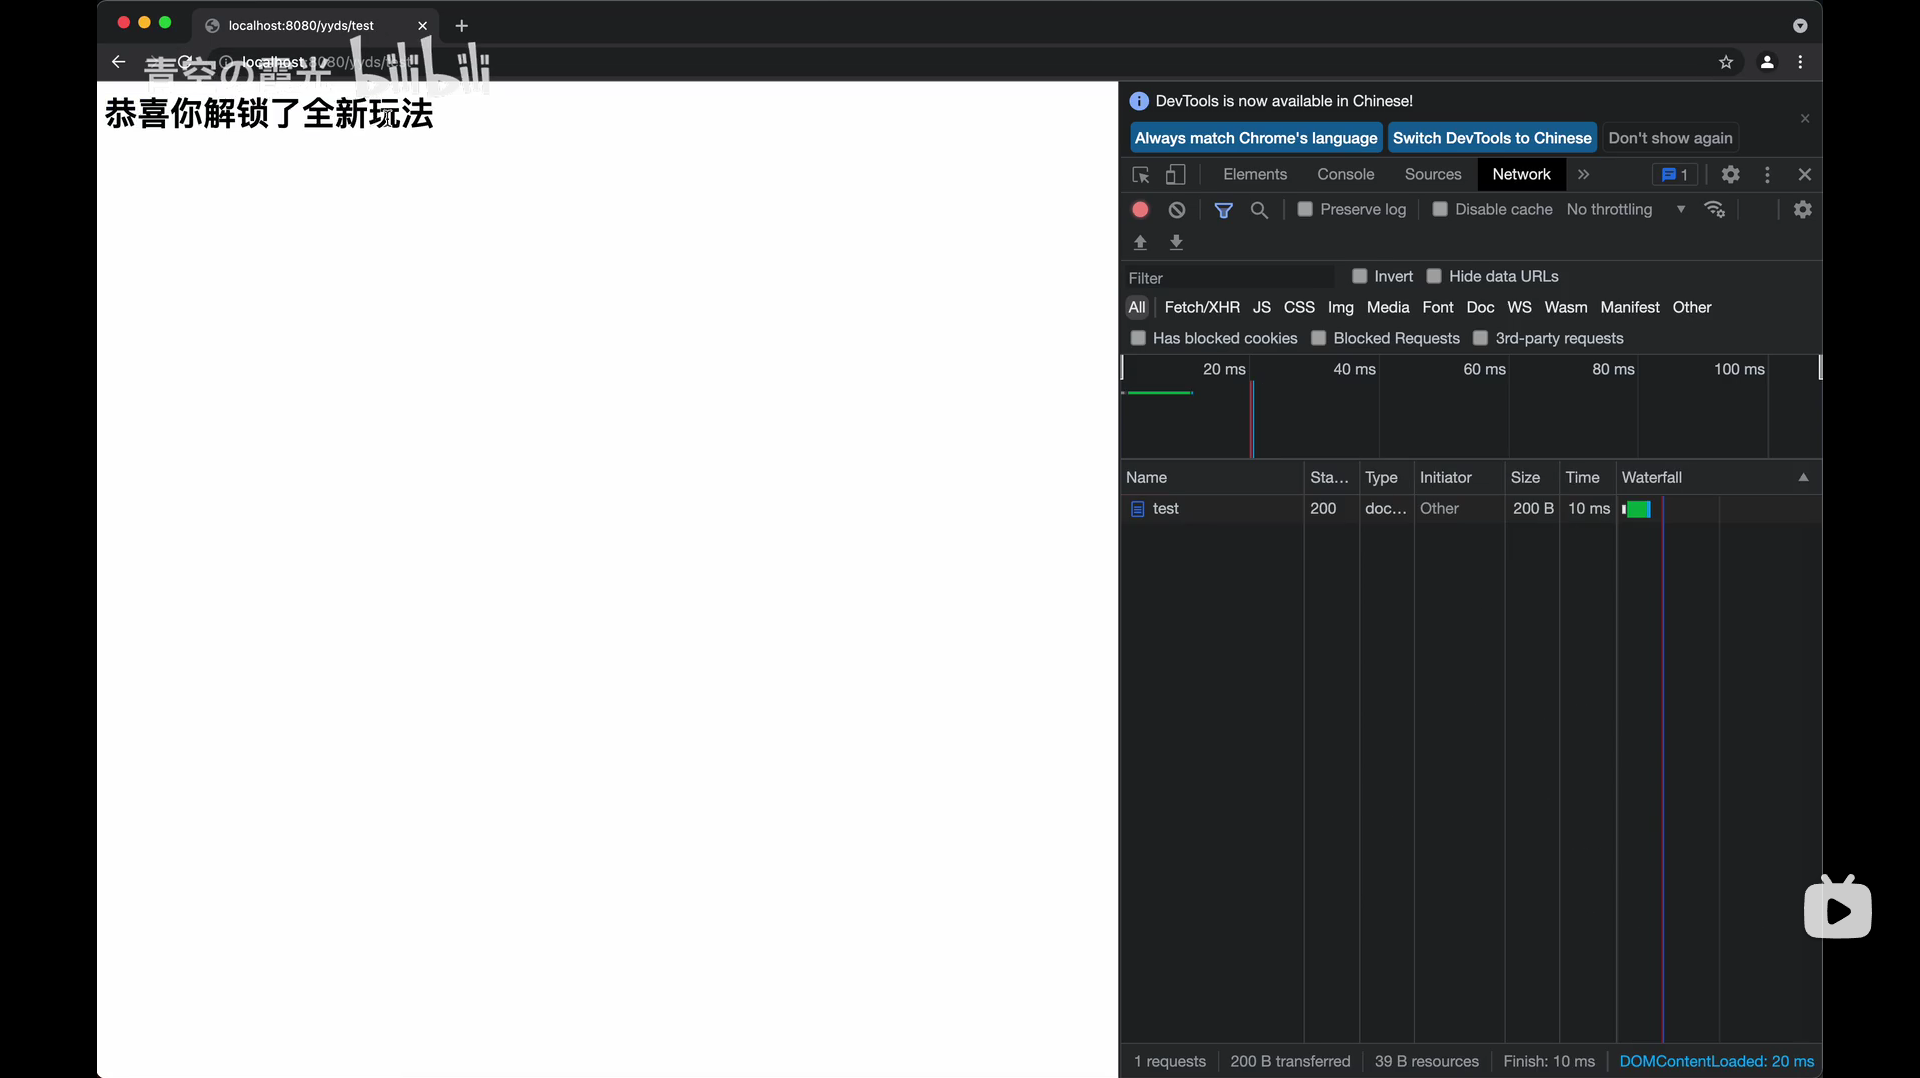 localhost:8080/yyds/test
localhost:8080/yyds/test
青空の霞光 bilibili
恭喜你解锁了全新玩法
DevTools is now available in Chinese!
Always match Chrome's language Switch DevTools to Chinese Don't show again
Elements Console Sources Network 1
Preserve log Disable cache No throttling
Filter Invert Hide data URLs
All Fetch/XHR JS CSS Img Media Font Doc WS Wasm Manifest Other
Has blocked cookies Blocked Requests 3rd-party requests
20 ms 40 ms 60 ms 80 ms 100 ms
Name Sta... Type Initiator Size Time Waterfall
test 200 doc... Other 200 B 10 ms
1 requests 200 B transferred 39 B resources Finish: 10 ms DOMContentLoaded: 20 ms